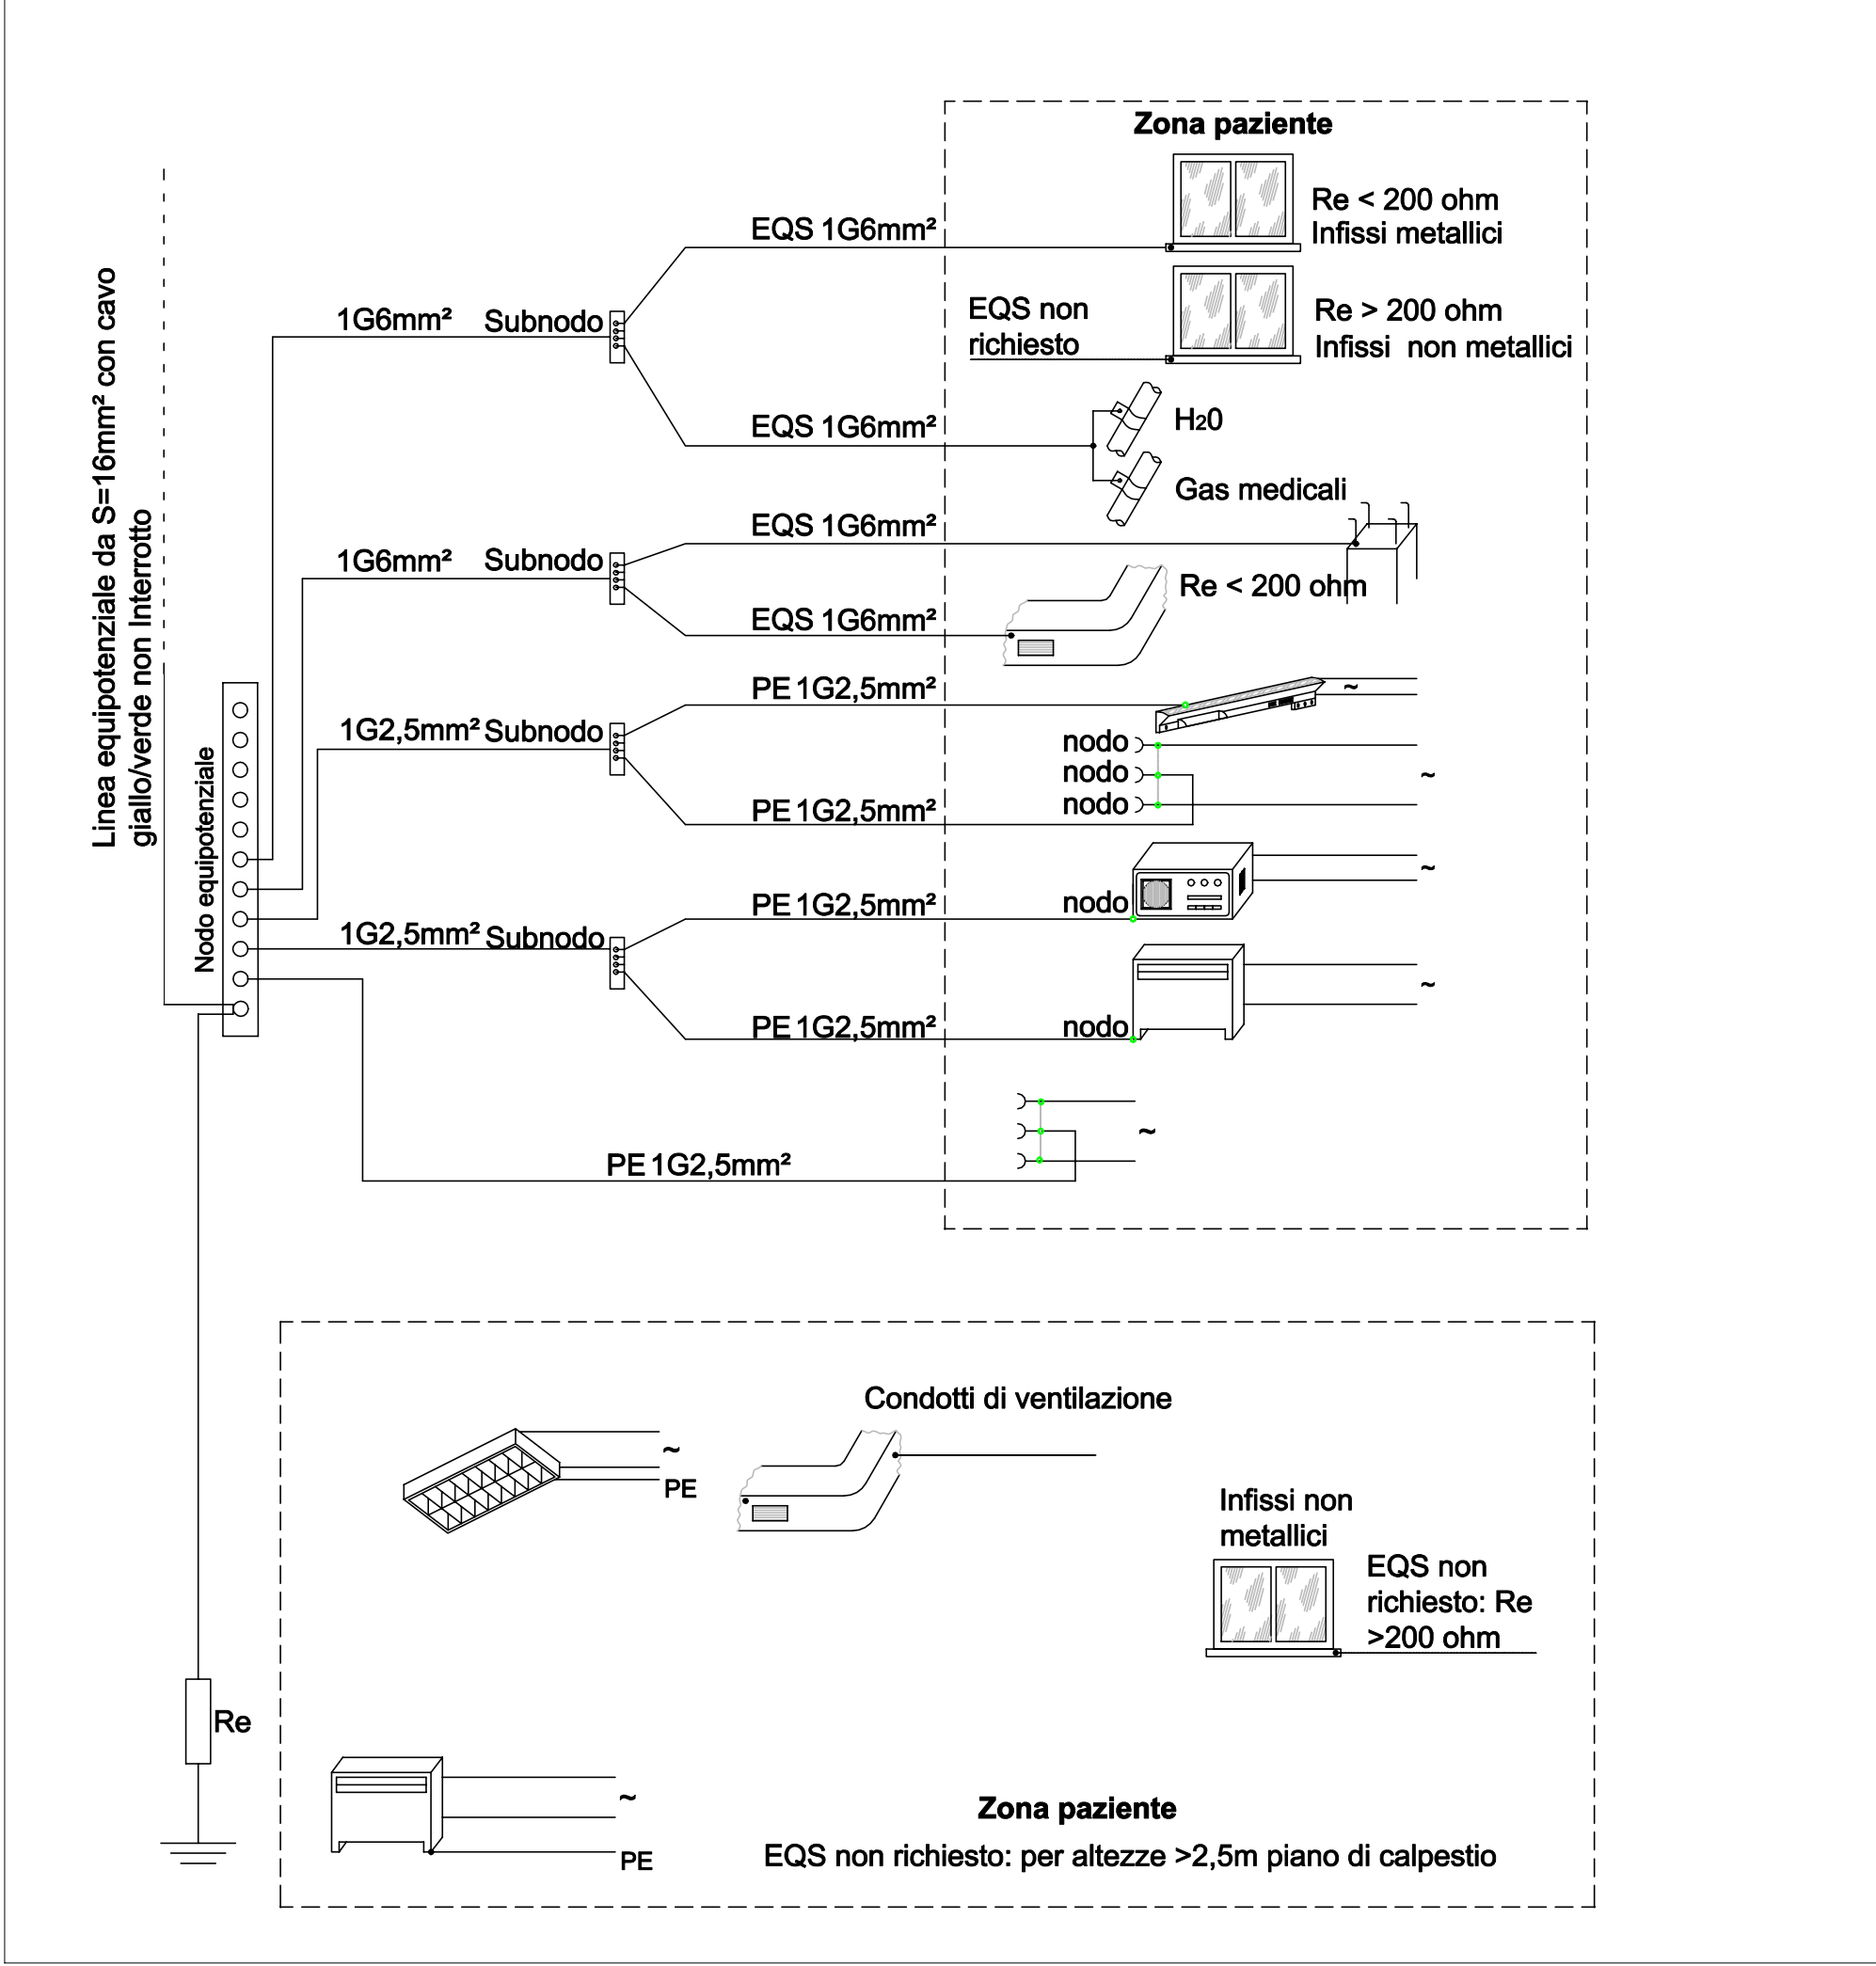 Linea equipotenziale da S=16mm² con cavo
giallo/verde non Interrotto
Nodo equipotenziale
Zona paziente
EQS 1G6mm²
Re < 200 ohm
Infissi metallici
1G6mm² Subnodo
EQS non
richiesto
Re > 200 ohm
Infissi non metallici
EQS 1G6mm²
H20
Gas medicali
EQS 1G6mm²
1G6mm² Subnodo
Re < 200 ohm
EQS 1G6mm²
PE 1G2,5mm²
~
1G2,5mm² Subnodo
nodo
nodo
~
nodo
PE 1G2,5mm²
~
PE 1G2,5mm²
nodo
1G2,5mm² Subnodo
~
PE 1G2,5mm²
nodo
~
PE 1G2,5mm²
Condotti di ventilazione
~
PE
Infissi non
metallici
EQS non
richiesto: Re
>200 ohm
Re
~
PE
Zona paziente
EQS non richiesto: per altezze >2,5m piano di calpestio